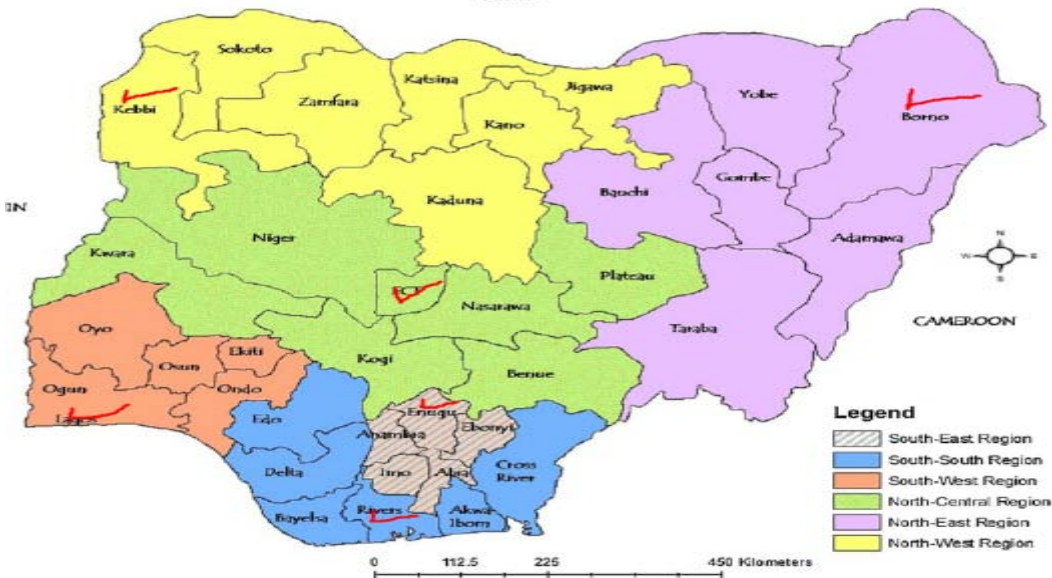 Sokoto
Katsina
Jigawa
Yobe
Kebbi
Zamfara
Kano
Borno
Bauchi
Gombe
Kaduna
IN
Niger
Adamawa
Kwara
Plateau
N
W
E
S
FCT
Nasarawa
Taraba
CAMEROON
Oyo
Kogi
Benue
Ekiti
Osun
Ogun
Ondo
Lagos
Edo
Enugu
Ebonyi
Anambra
Delta
Imo
Abia
Cross
River
Bayelsa
Rivers
Akwa
Ibom
Legend
South-East Region
South-South Region
South-West Region
North-Central Region
North-East Region
North-West Region
0 112.5 225 450 Kilometers